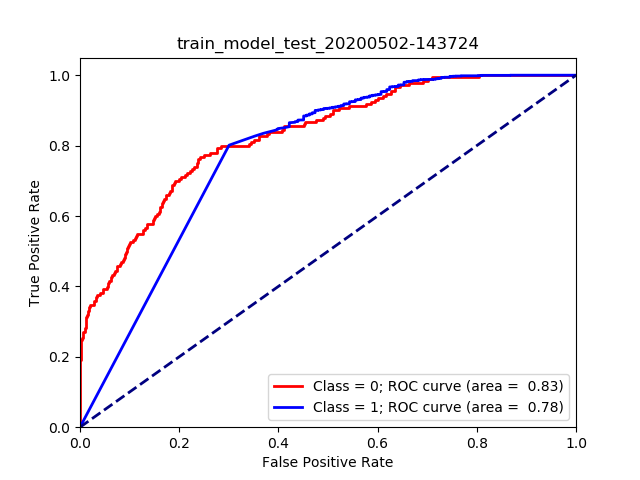 train_model_test_20200502-143724
True Positive Rate
1.0
0.8
0.6
0.4
0.2
0.0
Class = 0; ROC curve (area =  0.83)
Class = 1; ROC curve (area =  0.78)
0.0 0.2 0.4 0.6 0.8 1.0
False Positive Rate